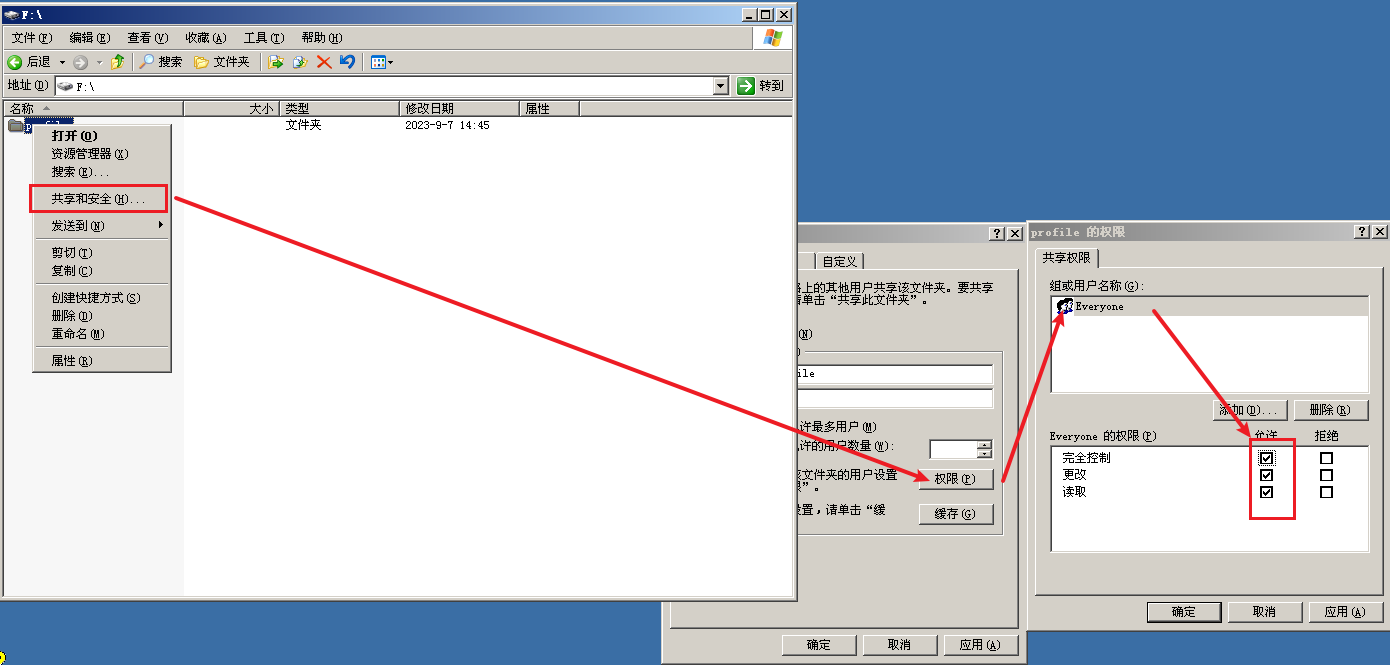 F:\
文件(F) 编辑(E) 查看(V) 收藏(A) 工具(T) 帮助(H)
后退 搜索 文件夹
地址(D) F:\ 转到
名称 大小 类型 修改日期 属性
文件夹 2023-9-7 14:45
打开(O)
资源管理器(X)
搜索(E)...
共享和安全(H)...
发送到(N)
剪切(T)
复制(C)
创建快捷方式(S)
删除(D)
重命名(M)
属性(R)
自定义
上的其他用户共享该文件夹。要共享
单击“共享此文件夹”。
(N)
ile
许最多用户(M)
许的用户数量(W):
文件夹的用户设置
”。
权限(P)
置，请单击“缓
缓存(G)
确定 取消 应用(A)
profile 的权限
共享权限
组或用户名称(G):
Everyone
添加(D)... 删除(R)
Everyone 的权限(P) 允许 拒绝
完全控制
更改
读取
确定 取消 应用(A)